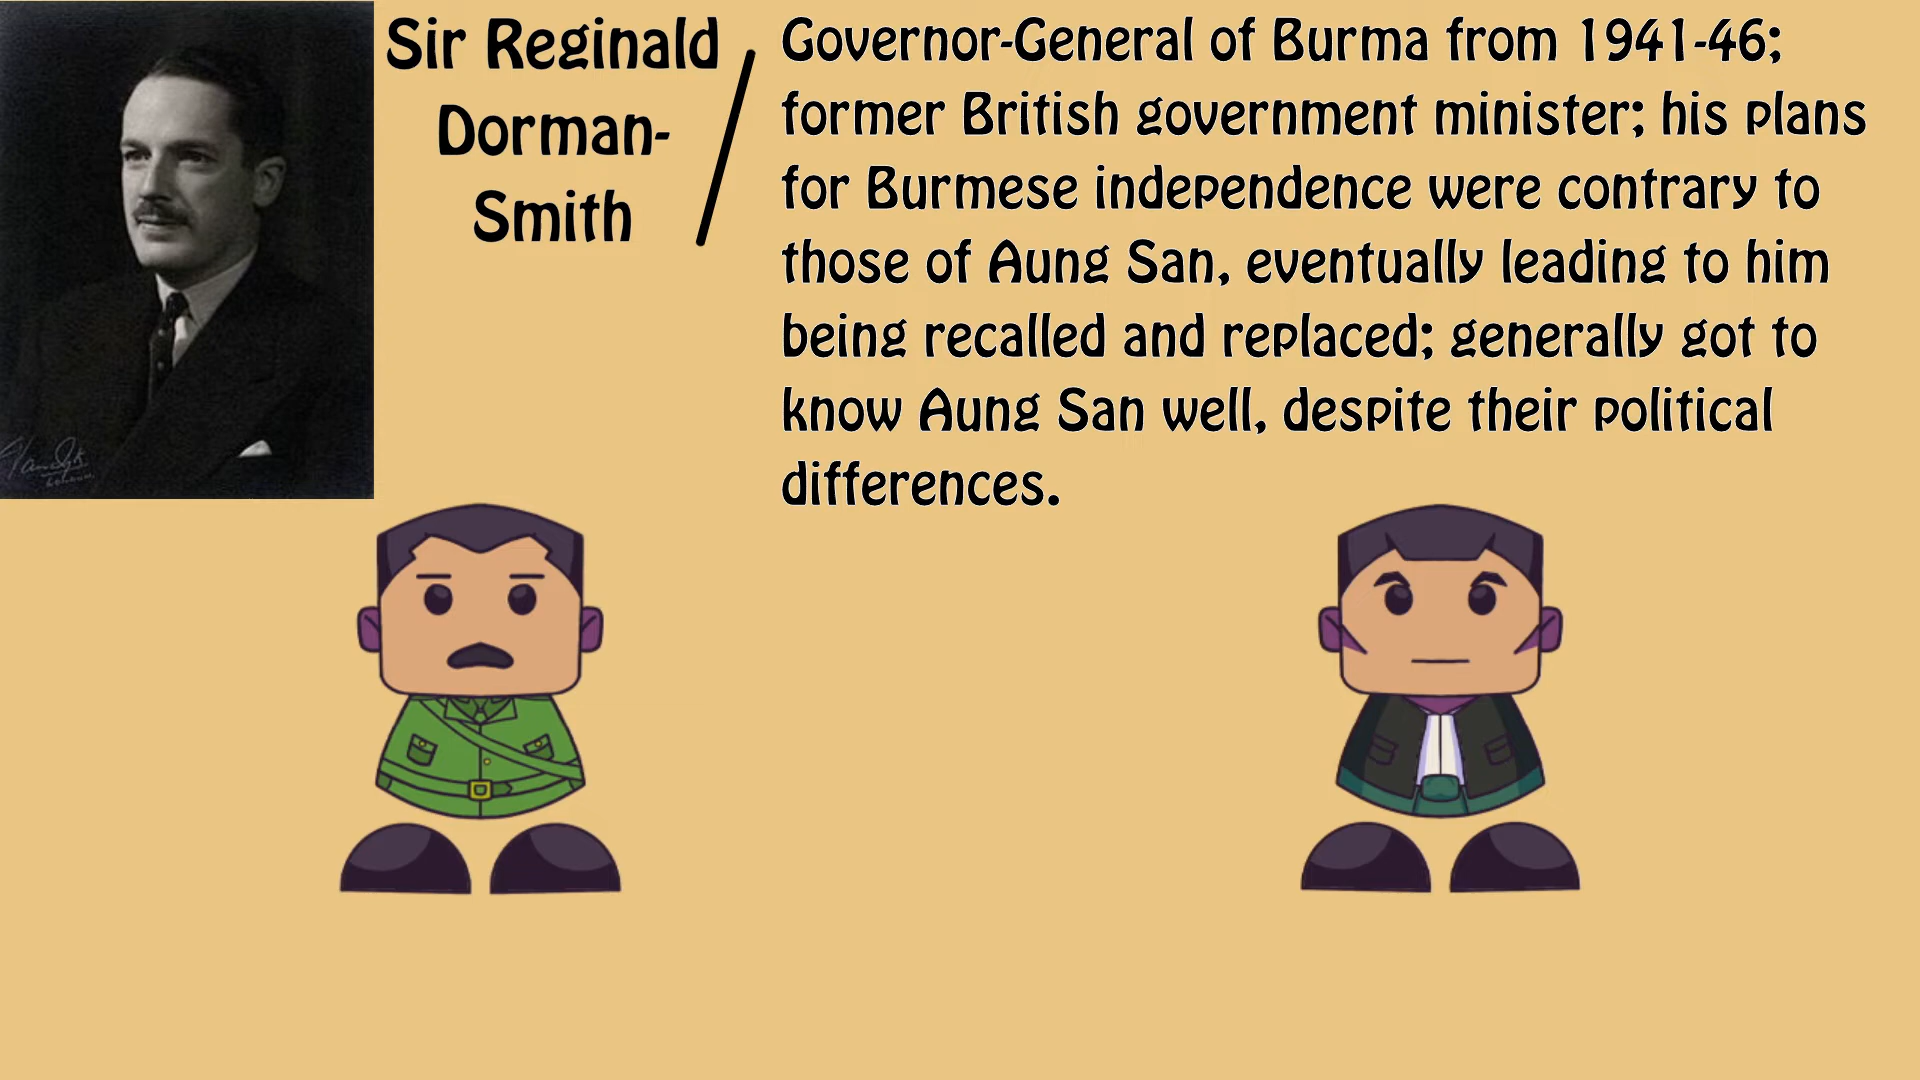 Sir Reginald
Dorman-
Smith
Governor-General of Burma from 1941-46;
former British government minister; his plans
for Burmese independence were contrary to
those of Aung San, eventually leading to him
being recalled and replaced; generally got to
know Aung San well, despite their political
differences.